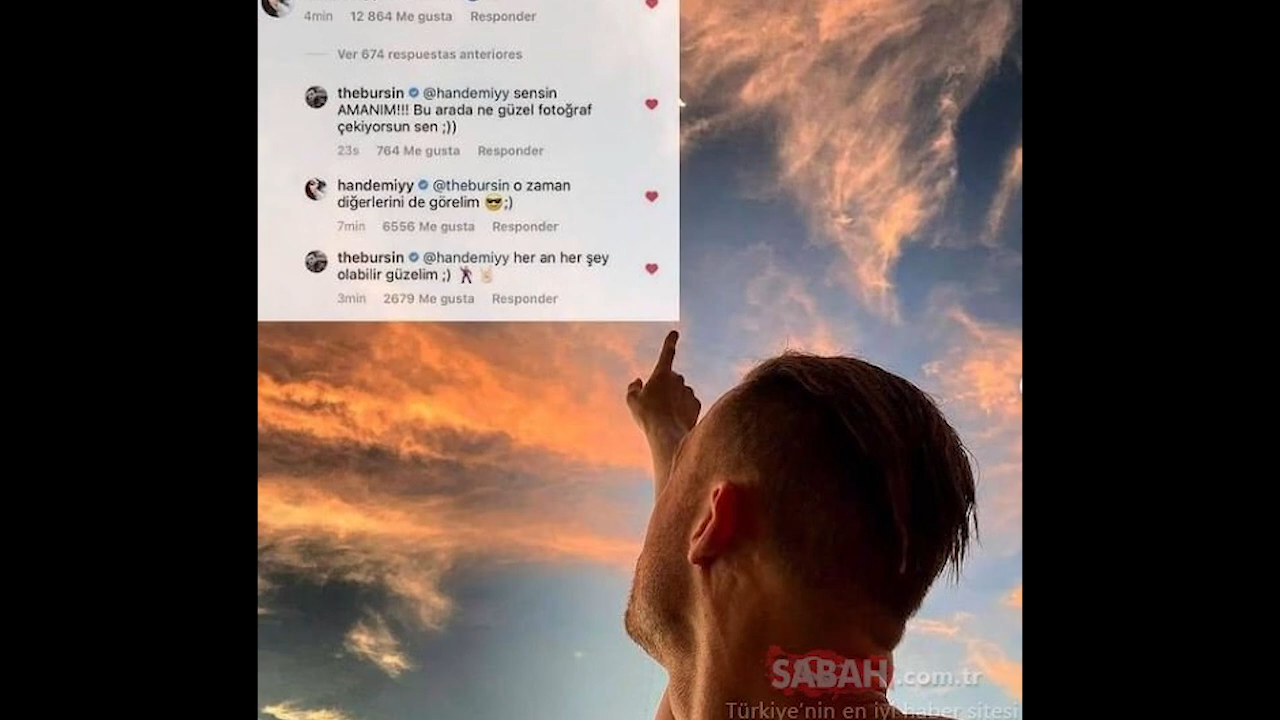 4min 12 864 Me gusta Responder
Ver 674 respuestas anteriores
thebursin @handemiyy sensin
AMANIM!!! Bu arada ne güzel fotoğraf
çekiyorsun sen ;))
23s 764 Me gusta Responder
handemiyy @thebursin o zaman
diğerlerini de görelim 😎;)
7min 6556 Me gusta Responder
thebursin @handemiyy her an her şey
olabilir güzelim ;) 🕺🏻 🤘🏻
3min 2679 Me gusta Responder
SABAH.com.tr
Türkiye'nin en iyi haber sitesi